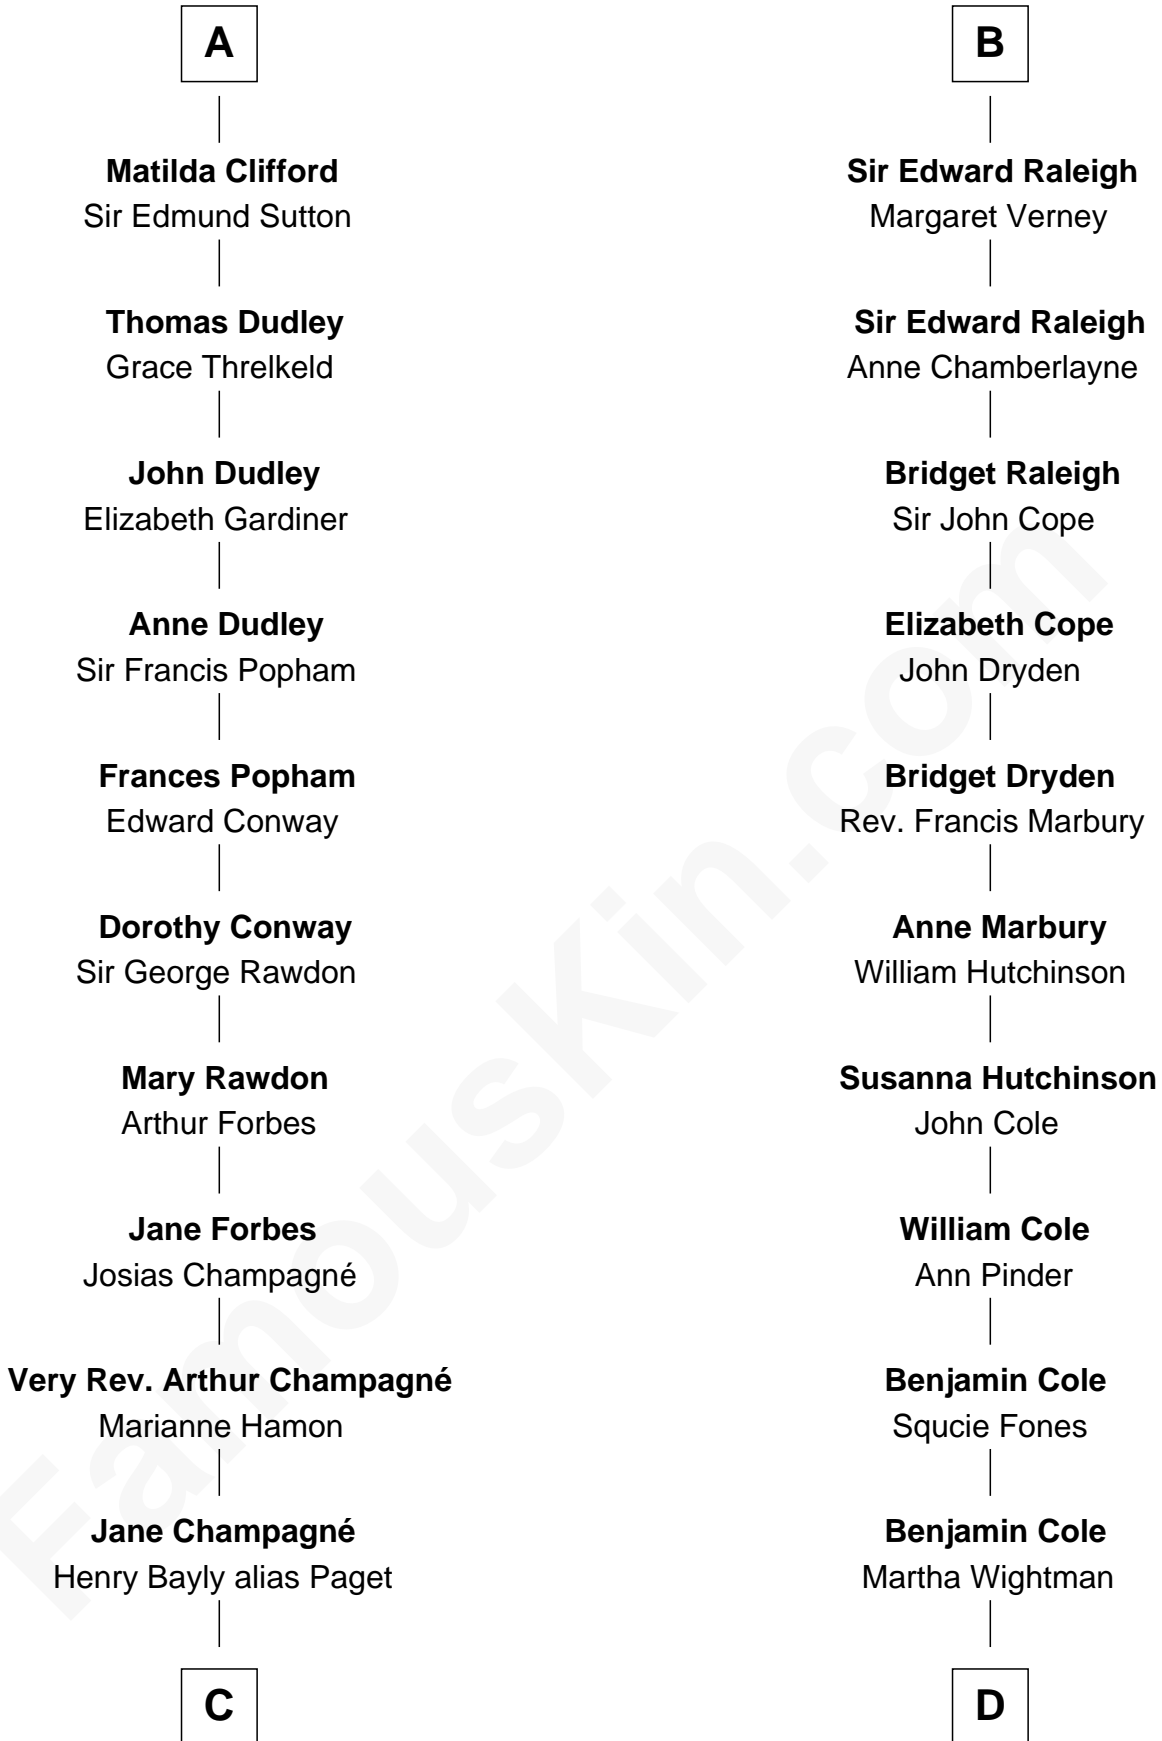 A
Matilda Clifford
Sir Edmund Sutton
Thomas Dudley
Grace Threlkeld
John Dudley
Elizabeth Gardiner
Anne Dudley
Sir Francis Popham
Frances Popham
Edward Conway
Dorothy Conway
Sir George Rawdon
Mary Rawdon
Arthur Forbes
Jane Forbes
Josias Champagné
Very Rev. Arthur Champagné
Marianne Hamon
Jane Champagné
Henry Bayly alias Paget
C
B
Sir Edward Raleigh
Margaret Verney
Sir Edward Raleigh
Anne Chamberlayne
Bridget Raleigh
Sir John Cope
Elizabeth Cope
John Dryden
Bridget Dryden
Rev. Francis Marbury
Anne Marbury
William Hutchinson
Susanna Hutchinson
John Cole
William Cole
Ann Pinder
Benjamin Cole
Squcie Fones
Benjamin Cole
Martha Wightman
D
FamousKin.com